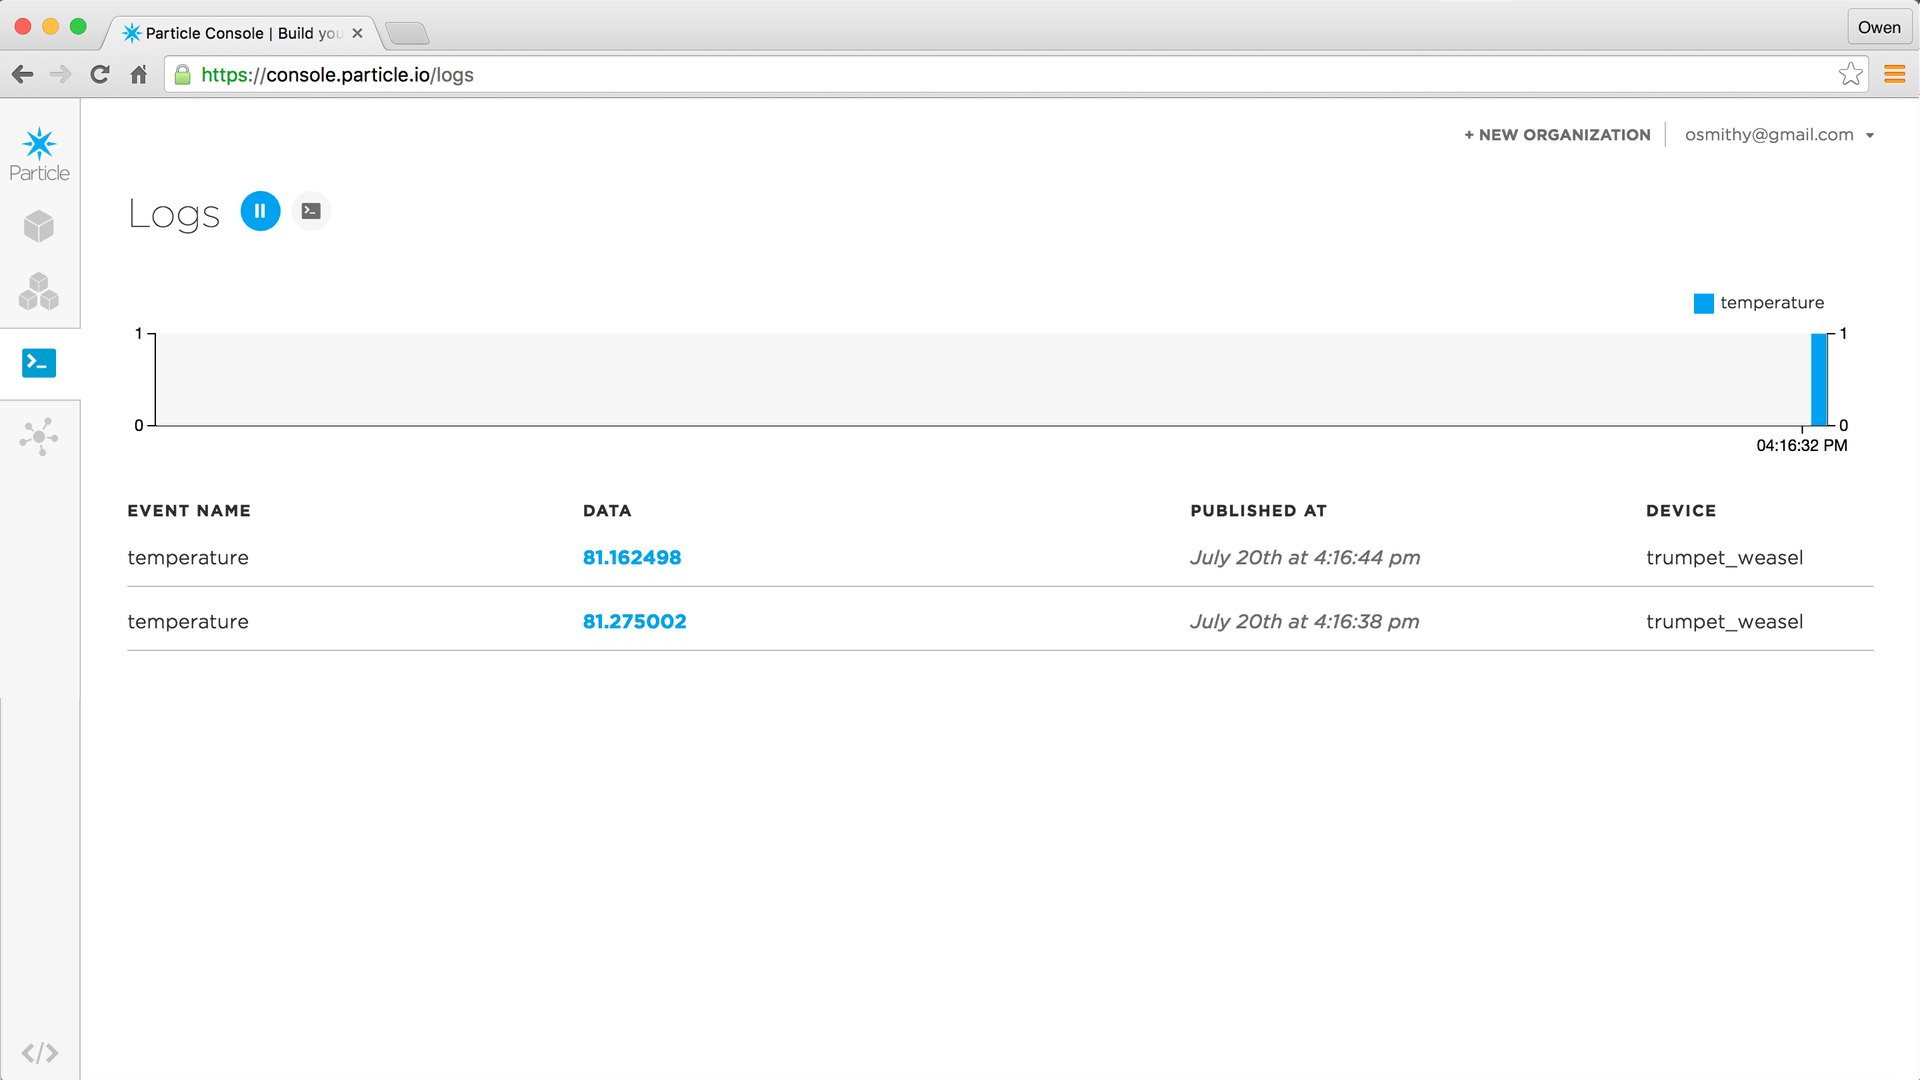 Particle Console | Build you
Owen
https://console.particle.io/logs
Particle
+ NEW ORGANIZATION
osmithy@gmail.com
Logs
temperature
1
1
0
0
04:16:32 PM
EVENT NAME DATA PUBLISHED AT DEVICE
temperature 81.162498 July 20th at 4:16:44 pm trumpet_weasel
temperature 81.275002 July 20th at 4:16:38 pm trumpet_weasel